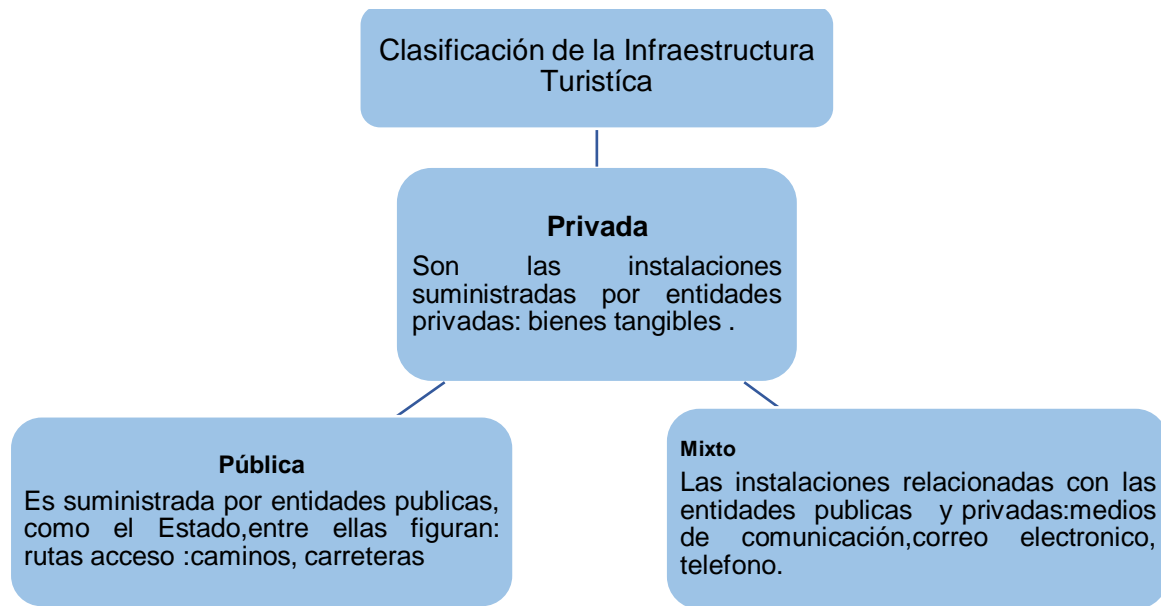 Clasificación de la Infraestructura
Turistíca
Privada
Son las instalaciones
suministradas por entidades
privadas: bienes tangibles .
Pública
Es suministrada por entidades publicas,
como el Estado,entre ellas figuran:
rutas acceso :caminos, carreteras
Mixto
Las instalaciones relacionadas con las
entidades publicas y privadas:medios
de comunicación,correo electronico,
telefono.